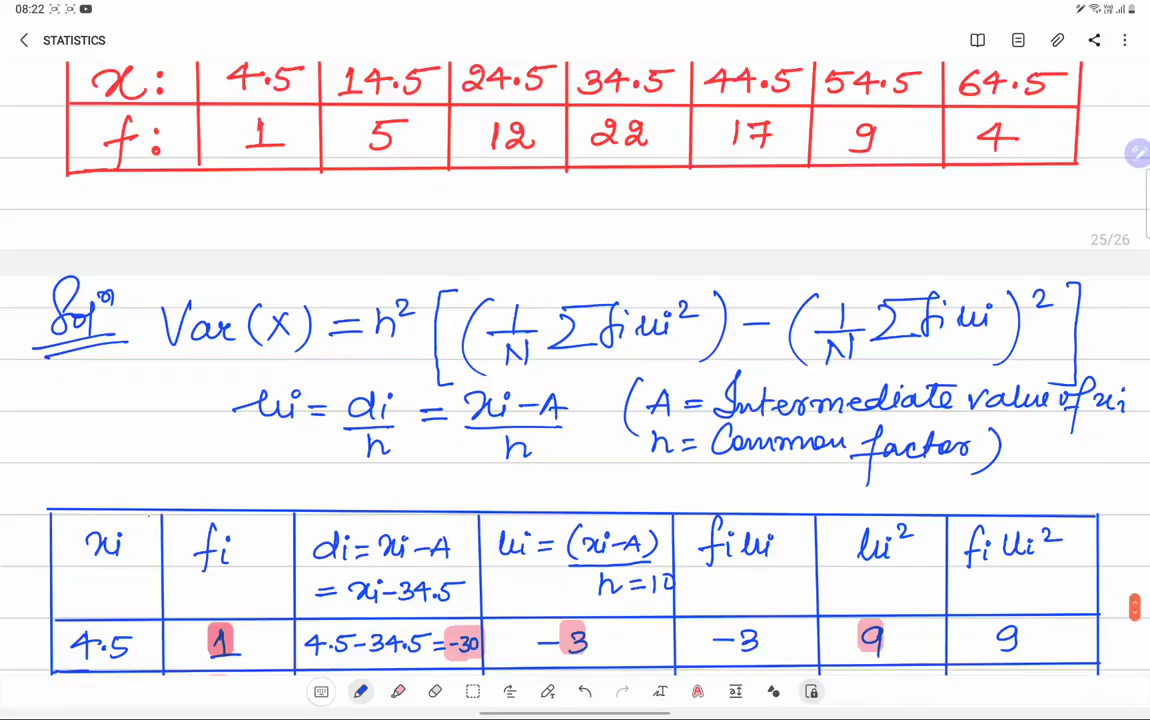 08:22
STATISTICS
x: 4.5 14.5 24.5 34.5 44.5 54.5 64.5
f: 1 5 12 22 17 9 4
25/26
Solⁿ Var(X) = h² [(1/N Σfiui²) − (1/N Σfiui)²]
ui = di/h = xi−A/h (A = Intermediate value of xi
h = Common factor)
xi fi di = xi−A ui = (xi−A)/h=10 fiui ui² fiui²
= xi−34.5
4.5 1 4.5−34.5=−30 −3 −3 9 9